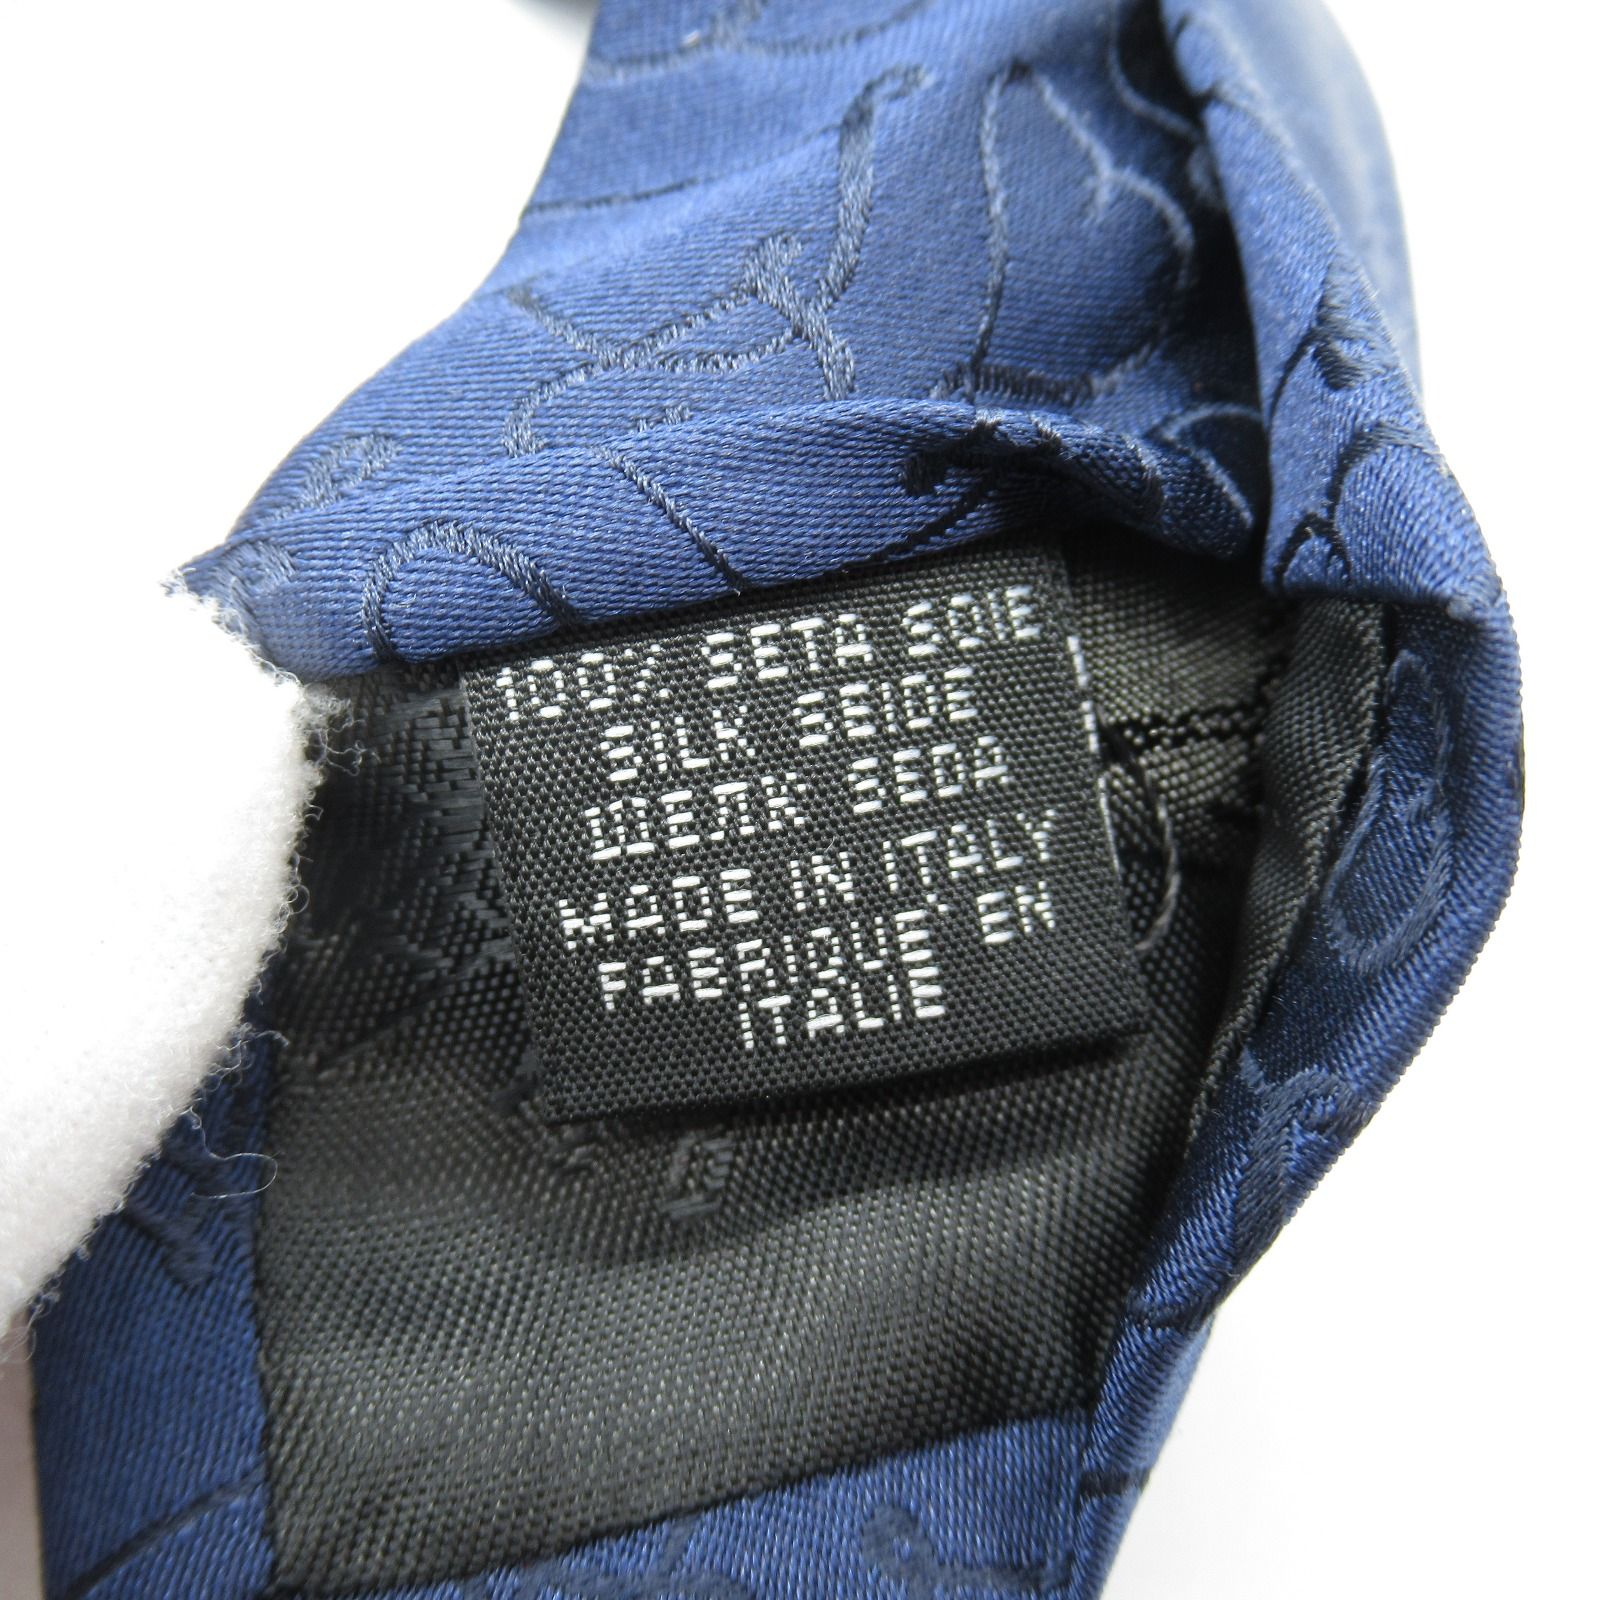 100% SETA SOIE
SILK SEIDE
ШЕЛК SEDA
MADE IN ITALY
FABRIQUE' EN
ITALIE